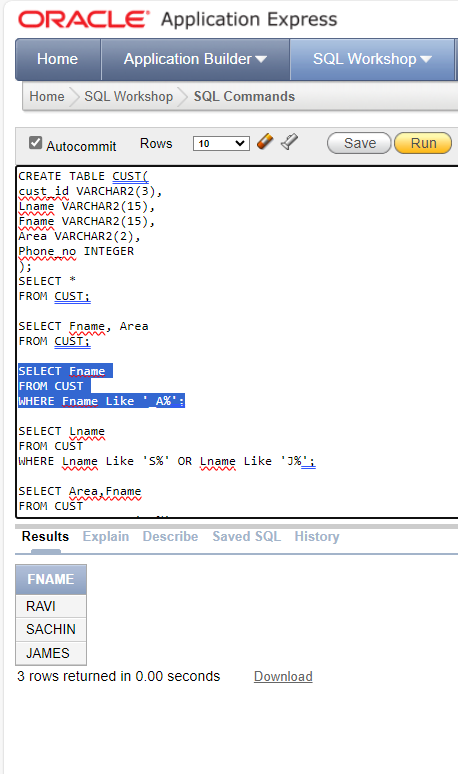 ORACLE® Application Express
Home Application Builder SQL Workshop
Home SQL Workshop SQL Commands
Autocommit Rows 10 Save Run
CREATE TABLE CUST(
cust_id VARCHAR2(3),
Lname VARCHAR2(15),
Fname VARCHAR2(15),
Area VARCHAR2(2),
Phone_no INTEGER
);
SELECT *
FROM CUST;
SELECT Fname, Area
FROM CUST;
SELECT Fname
FROM CUST
WHERE Fname Like '_A%';
SELECT Lname
FROM CUST
WHERE Lname Like 'S%' OR Lname Like 'J%';
SELECT Area,Fname
FROM CUST
Results Explain Describe Saved SQL History
FNAME
RAVI
SACHIN
JAMES
3 rows returned in 0.00 seconds Download